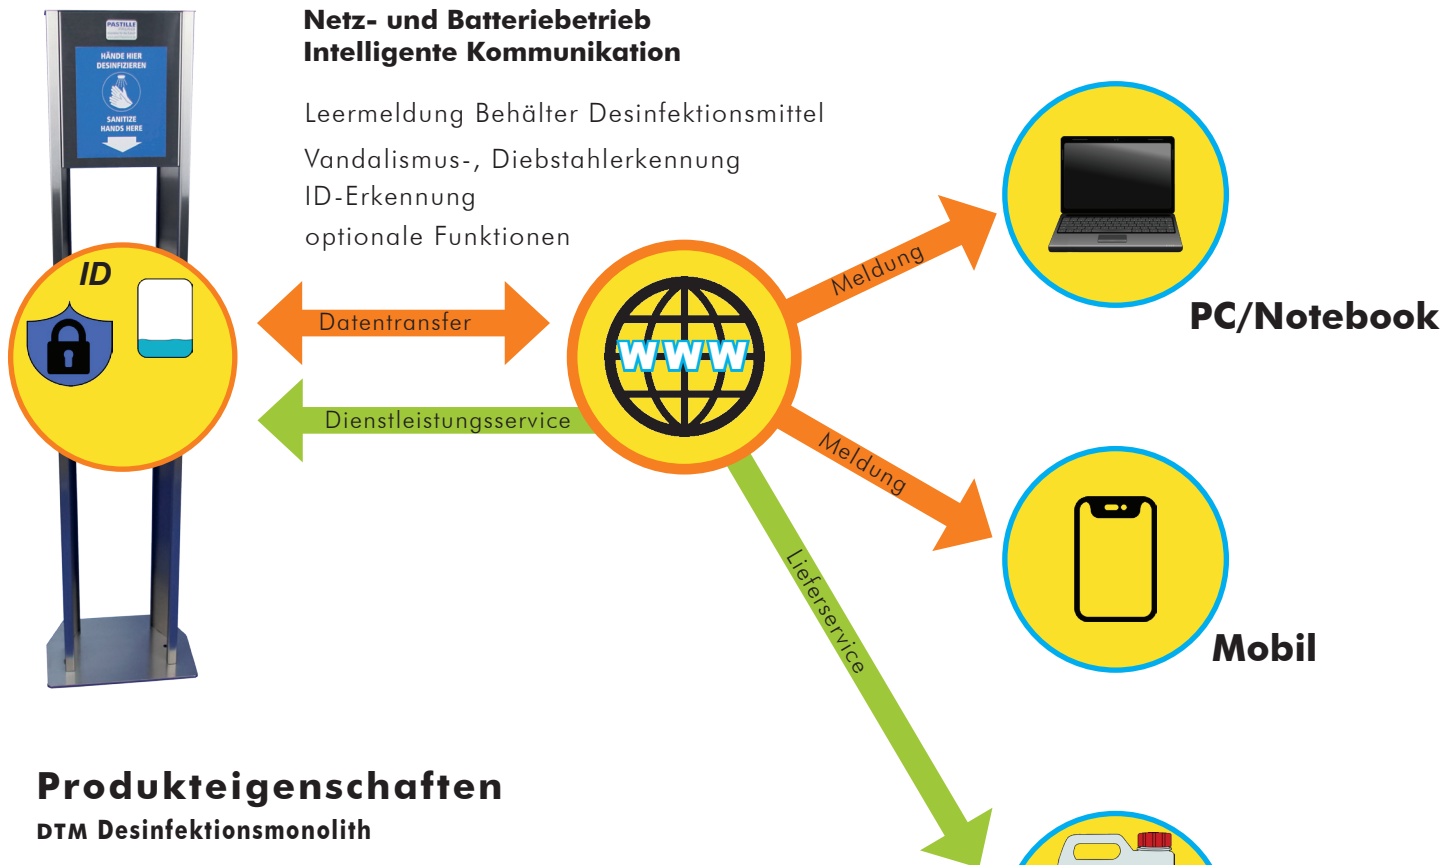 Netz- und Batteriebetrieb
Intelligente Kommunikation
PASTILLE
HÄNDE HIER
DESINFIZIEREN
SANITIZE
HANDS HERE
Leermeldung Behälter Desinfektionsmittel
Vandalismus-, Diebstahlerkennung
ID-Erkennung
optionale Funktionen
ID
Datentransfer
Dienstleistungsservice
WWW
Meldung
PC/Notebook
Meldung
Mobil
Lieferservice
Produkteigenschaften
DTM Desinfektionsmonolith